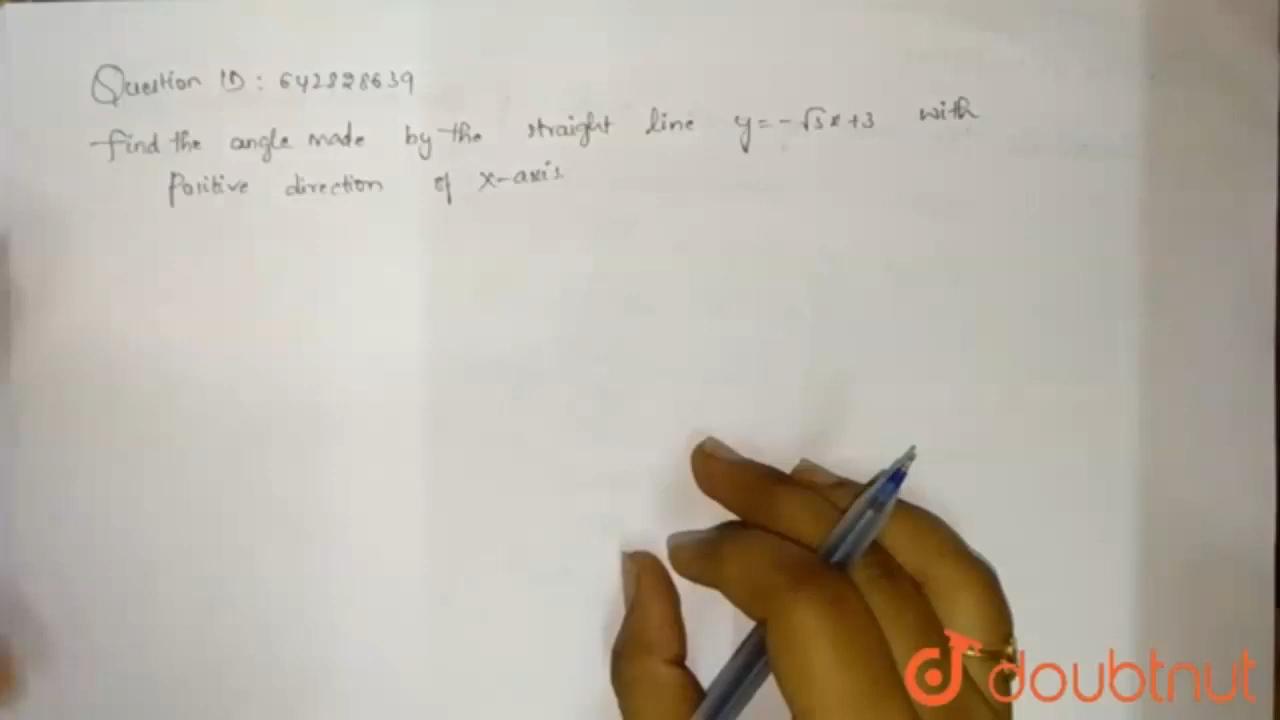 Question ID : 642828639
Find the angle made by the straight line y = -√3x + 3 with
Positive direction of x-axis
doubtnut